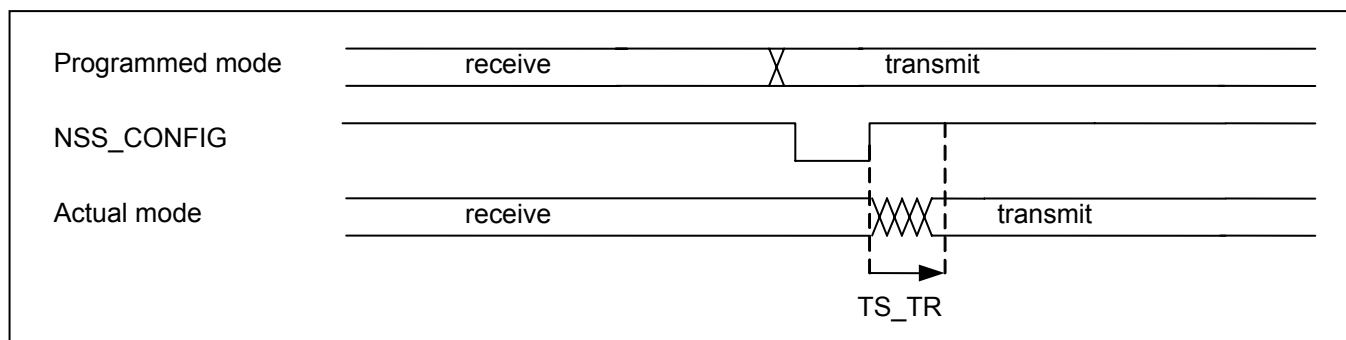 Programmed mode receive transmit
NSS_CONFIG
Actual mode receive transmit
TS_TR